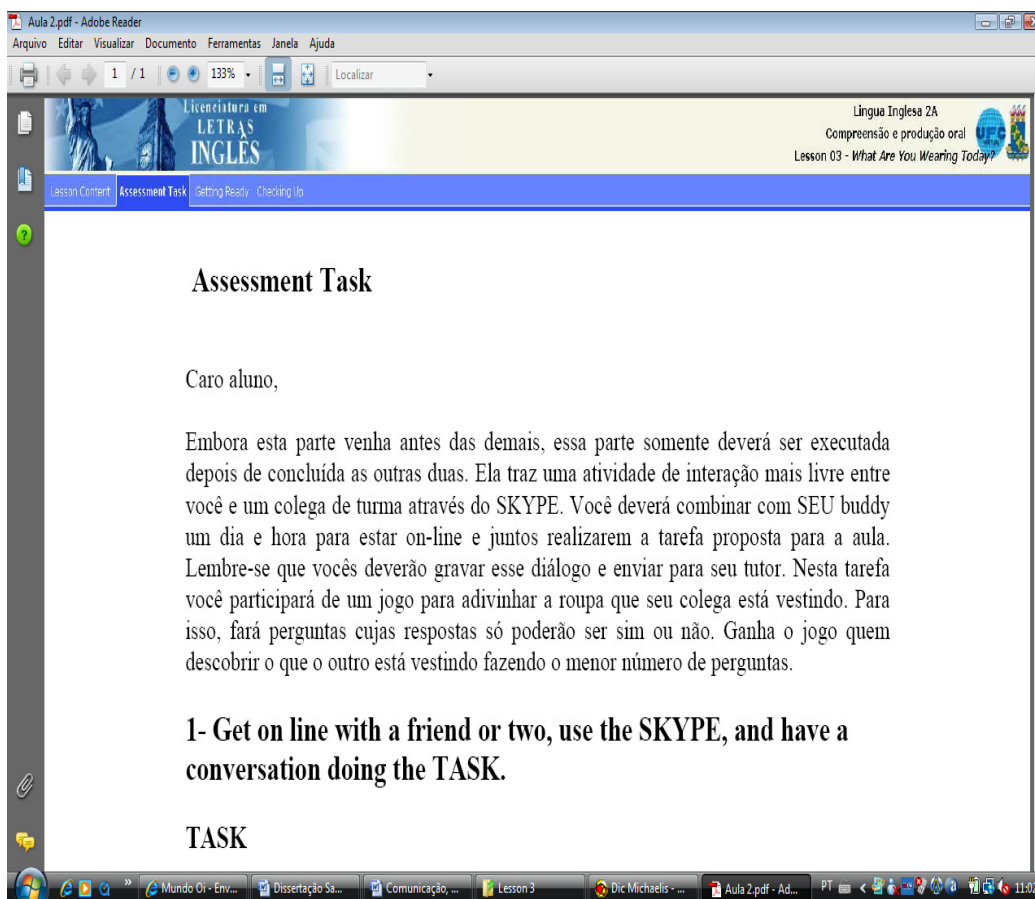 Aula 2.pdf - Adobe Reader
Arquivo Editar Visualizar Documento Ferramentas Janela Ajuda
1 / 1 133% Localizar
Licenciatura em
LETRAS
INGLÊS
Lingua Inglesa 2A
Compreensão e produção oral
Lesson 03 - What Are You Wearing Today?
UFC
Lesson Content Assessment Task Getting Ready Checking Up
Assessment Task
Caro aluno,
Embora esta parte venha antes das demais, essa parte somente deverá ser executada
depois de concluída as outras duas. Ela traz uma atividade de interação mais livre entre
você e um colega de turma através do SKYPE. Você deverá combinar com SEU buddy
um dia e hora para estar on-line e juntos realizarem a tarefa proposta para a aula.
Lembre-se que vocês deverão gravar esse diálogo e enviar para seu tutor. Nesta tarefa
você participará de um jogo para adivinhar a roupa que seu colega está vestindo. Para
isso, fará perguntas cujas respostas só poderão ser sim ou não. Ganha o jogo quem
descobrir o que o outro está vestindo fazendo o menor número de perguntas.
1- Get on line with a friend or two, use the SKYPE, and have a
conversation doing the TASK.
TASK
Mundo Oi - Env... Dissertação Sa... Comunicação, ... Lesson 3 Dic Michaelis - ... Aula 2.pdf - Ad... PT 11:02